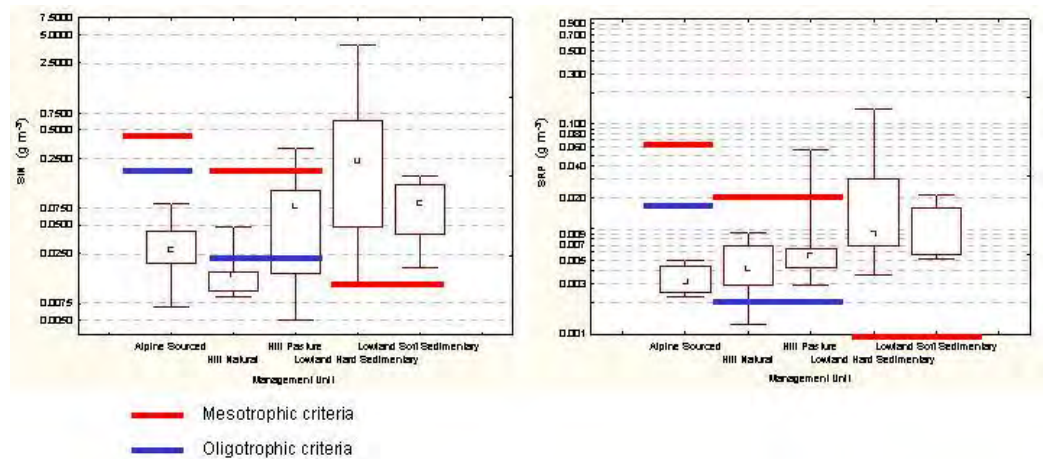 7.5000
5.0000
2.5000
0.7500
0.5000
0.2500
0.0750
0.0500
0.0250
0.0075
0.0050
SIN (g m-3)
Alpine Sourced
Hill Natural
Hill Pasture
Lowland Hard Sedimentary
Lowland Soft Sedimentary
Management Unit
0.900
0.700
0.500
0.300
0.100
0.080
0.060
0.040
0.020
0.009
0.007
0.005
0.003
0.001
SRP (g m-3)
Alpine Sourced
Hill Natural
Hill Pasture
Lowland Hard Sedimentary
Lowland Soft Sedimentary
Management Unit
Mesotrophic criteria
Oligotrophic criteria